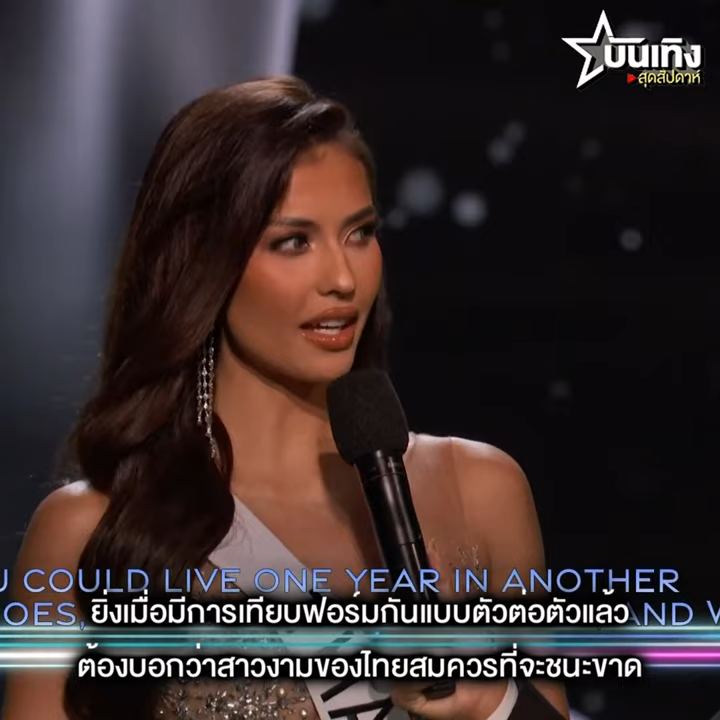 บันเทิง
สุดสัปดาห์
U COULD LIVE ONE YEAR IN ANOTHER
OES, AND W
ยิ่งเมื่อมีการเทียบฟอร์มกันแบบตัวต่อตัวแล้ว
ต้องบอกว่าสาวงามของไทยสมควรที่จะชนะขาด